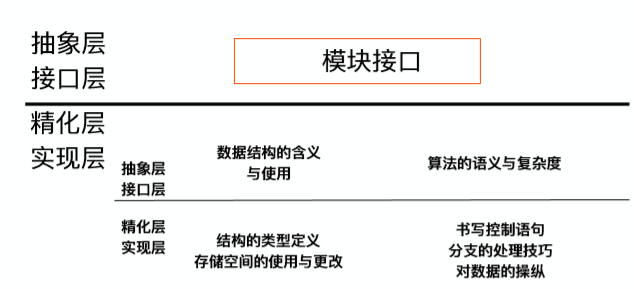 抽象层
接口层
模块接口
精化层
实现层
抽象层
接口层
数据结构的含义
与使用
算法的语义与复杂度
精化层
实现层
结构的类型定义
存储空间的使用与更改
书写控制语句
分支的处理技巧
对数据的操纵